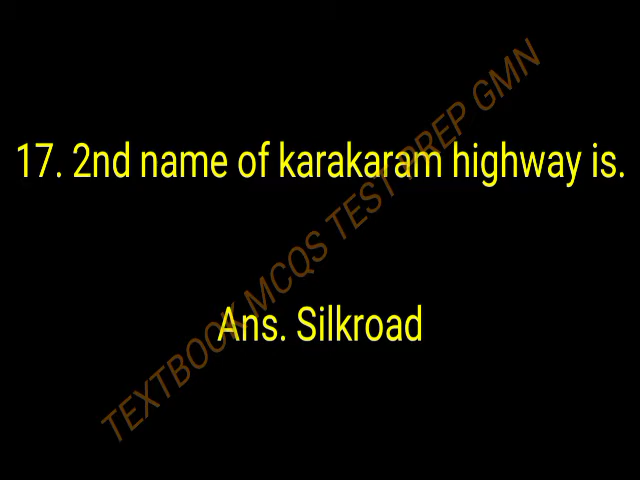 17. 2nd name of karakaram highway is.
Ans. Silkroad
TEXTBOOK MCQS TEST PREP GMN